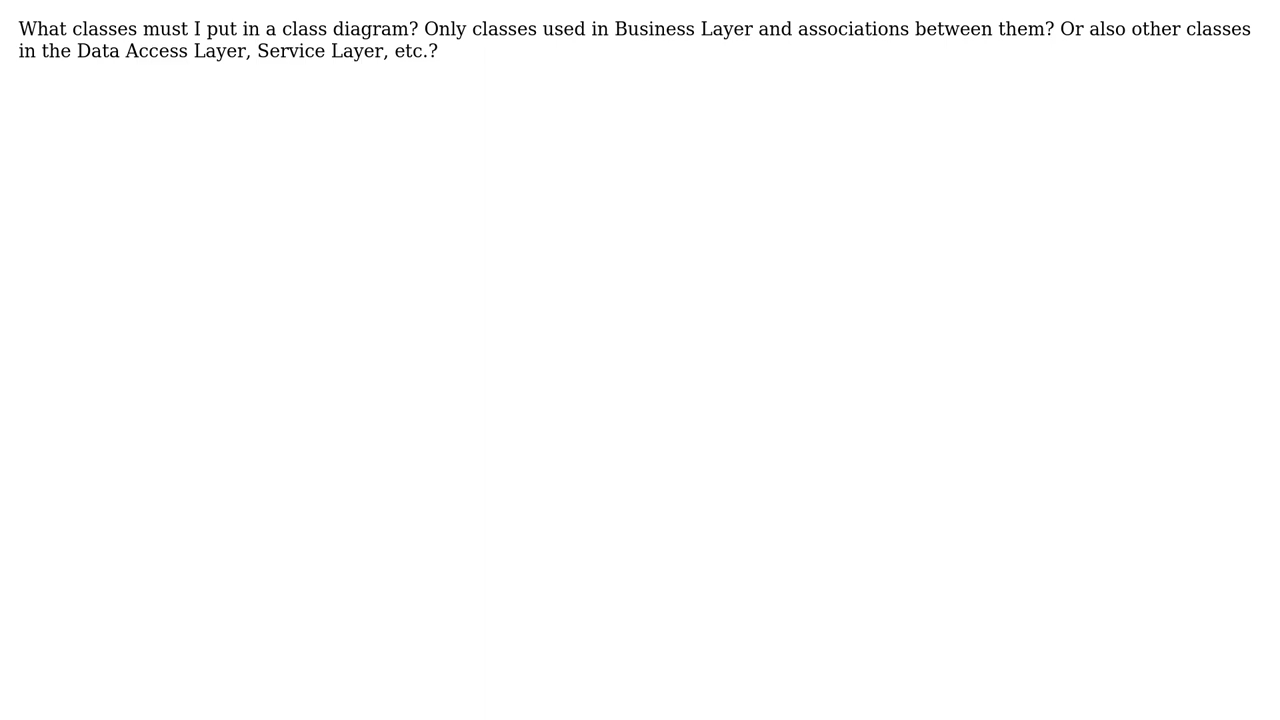 What classes must I put in a class diagram? Only classes used in Business Layer and associations between them? Or also other classes
in the Data Access Layer, Service Layer, etc.?